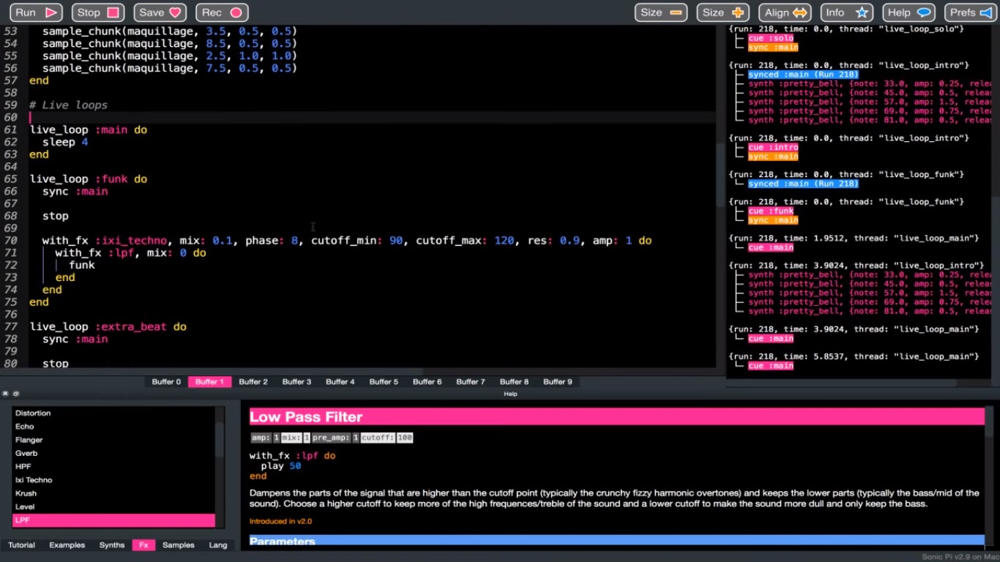 Run Stop Save Rec Size Size Align Info Help Prefs
53 sample_chunk(maquillage, 3.5, 0.5, 0.5)
54 sample_chunk(maquillage, 8.5, 0.5, 0.5)
55 sample_chunk(maquillage, 2.5, 1.0, 1.0)
56 sample_chunk(maquillage, 7.5, 0.5, 0.5)
57 end
58
59 # Live loops
60
61 live_loop :main do
62 sleep 4
63 end
64
65 live_loop :funk do
66 sync :main
67
68 stop
69
70 with_fx :ixi_techno, mix: 0.1, phase: 8, cutoff_min: 90, cutoff_max: 120, res: 0.9, amp: 1 do
71 with_fx :lpf, mix: 0 do
72 funk
73 end
74 end
75 end
76
77 live_loop :extra_beat do
78 sync :main
79
80 stop
{run: 218, time: 0.0, thread: "live_loop_solo"}
cue :solo
sync :main
{run: 218, time: 0.0, thread: "live_loop_intro"}
synced :main (Run 218)
synth :pretty_bell, {note: 33.0, amp: 0.25, relea
synth :pretty_bell, {note: 45.0, amp: 0.5, releas
synth :pretty_bell, {note: 57.0, amp: 1.5, releas
synth :pretty_bell, {note: 69.0, amp: 0.75, relea
synth :pretty_bell, {note: 81.0, amp: 0.5, releas
{run: 218, time: 0.0, thread: "live_loop_intro"}
cue :intro
sync :main
{run: 218, time: 0.0, thread: "live_loop_funk"}
synced :main (Run 218)
{run: 218, time: 0.0, thread: "live_loop_funk"}
cue :funk
sync :main
{run: 218, time: 1.9512, thread: "live_loop_main"}
cue :main
{run: 218, time: 3.9024, thread: "live_loop_intro"}
synth :pretty_bell, {note: 33.0, amp: 0.25, relea
synth :pretty_bell, {note: 45.0, amp: 0.5, releas
synth :pretty_bell, {note: 57.0, amp: 1.5, releas
synth :pretty_bell, {note: 69.0, amp: 0.75, relea
synth :pretty_bell, {note: 81.0, amp: 0.5, releas
{run: 218, time: 3.9024, thread: "live_loop_main"}
cue :main
{run: 218, time: 5.8537, thread: "live_loop_main"}
cue :main
Buffer 0 Buffer 1 Buffer 2 Buffer 3 Buffer 4 Buffer 5 Buffer 6 Buffer 7 Buffer 8 Buffer 9
Help
Distortion
Echo
Flanger
Gverb
HPF
Ixi Techno
Krush
Level
LPF
Tutorial Examples Synths Fx Samples Lang
Low Pass Filter
amp: 1 mix: 1 pre_amp: 1 cutoff: 100
with_fx :lpf do
play 50
end
Dampens the parts of the signal that are higher than the cutoff point (typically the crunchy fizzy harmonic overtones) and keeps the lower parts (typically the bass/mid of the
sound). Choose a higher cutoff to keep more of the high frequences/treble of the sound and a lower cutoff to make the sound more dull and only keep the bass.
Introduced in v2.0
Parameters
Sonic Pi v2.9 on Mac